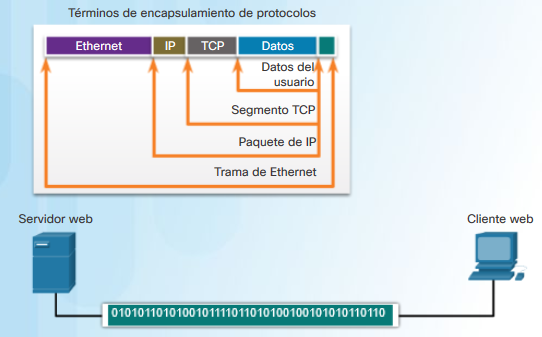 Términos de encapsulamiento de protocolos
Ethernet IP TCP Datos
Datos del
usuario
Segmento TCP
Paquete de IP
Trama de Ethernet
Servidor web
Cliente web
0101011010100101111011010100100101010110110